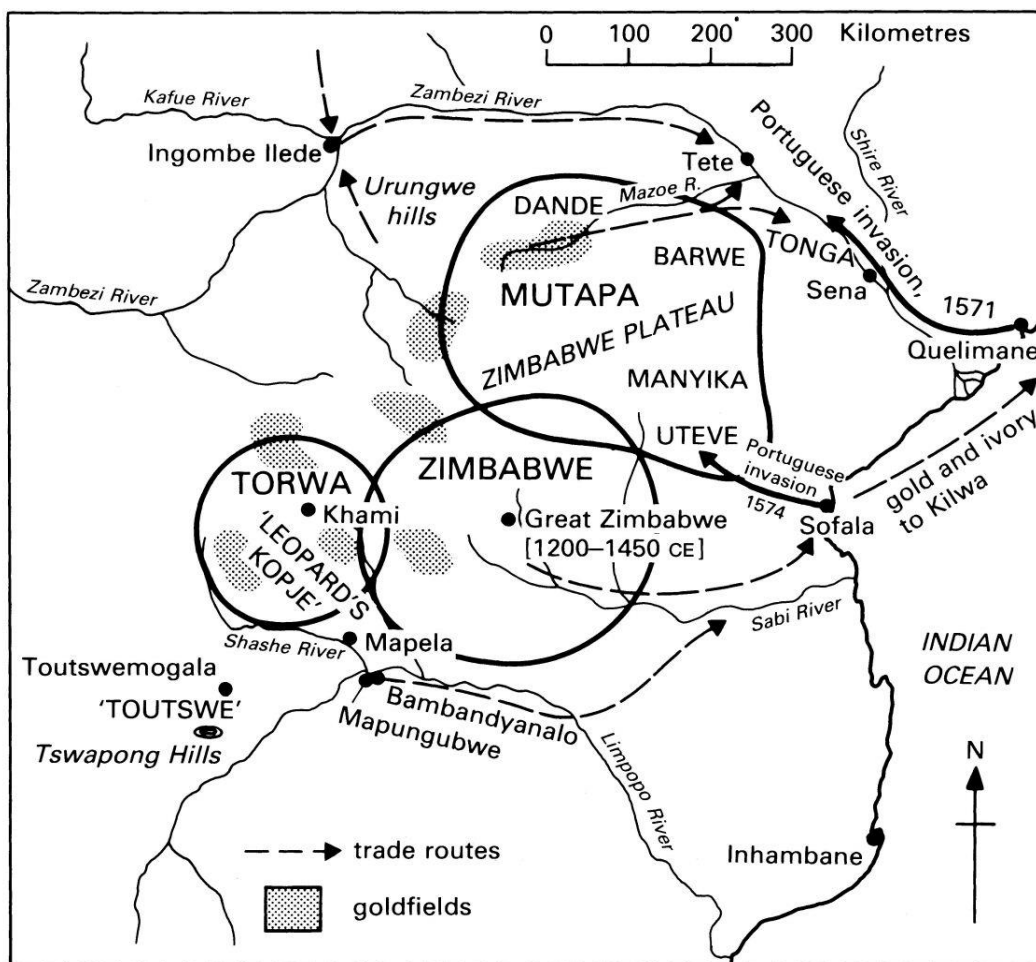 0 100 200 300 Kilometres
Kafue River
Zambezi River
Ingombe Ilede
Urungwe
hills
Tete
Portuguese invasion,
1571
Shire River
Mazoe R.
DANDE
TONGA
BARWE
Sena
MUTAPA
Zambezi River
ZIMBABWE PLATEAU
Quelimane
MANYIKA
UTEVE
Portuguese
invasion
1574
Sofala
gold and ivory
to Kilwa
TORWA
Khami
ZIMBABWE
Great Zimbabwe
[1200–1450 CE]
'LEOPARD'S
KOPJE'
Shashe River
Mapela
Sabi River
INDIAN
OCEAN
Toutswemogala
'TOUTSWE'
Tswapong Hills
Bambandyanalo
Mapungubwe
Limpopo River
N
Inhambane
trade routes
goldfields